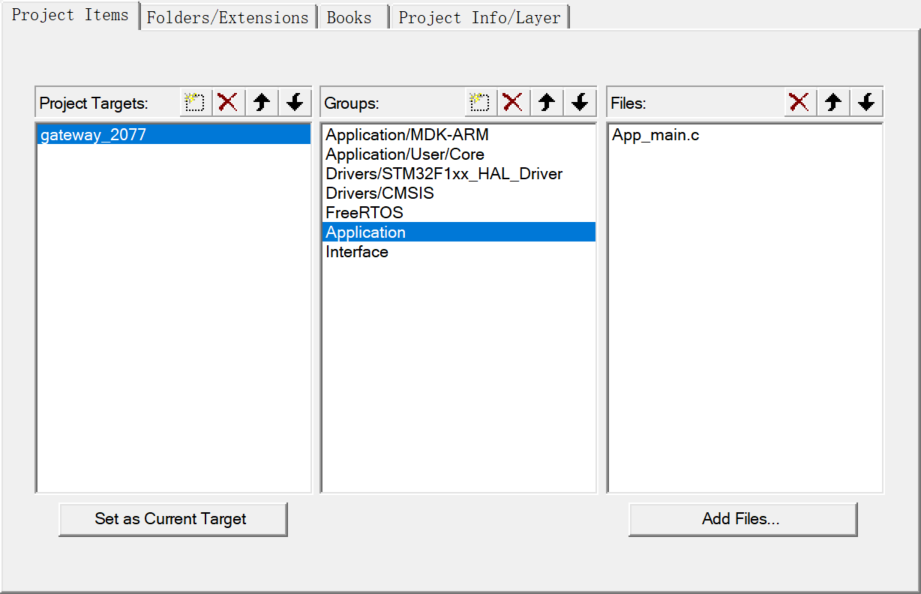 Project Items
Folders/Extensions
Books
Project Info/Layer
Project Targets:
Groups:
Files:
gateway_2077
Application/MDK-ARM
Application/User/Core
Drivers/STM32F1xx_HAL_Driver
Drivers/CMSIS
FreeRTOS
Application
Interface
App_main.c
Set as Current Target
Add Files...